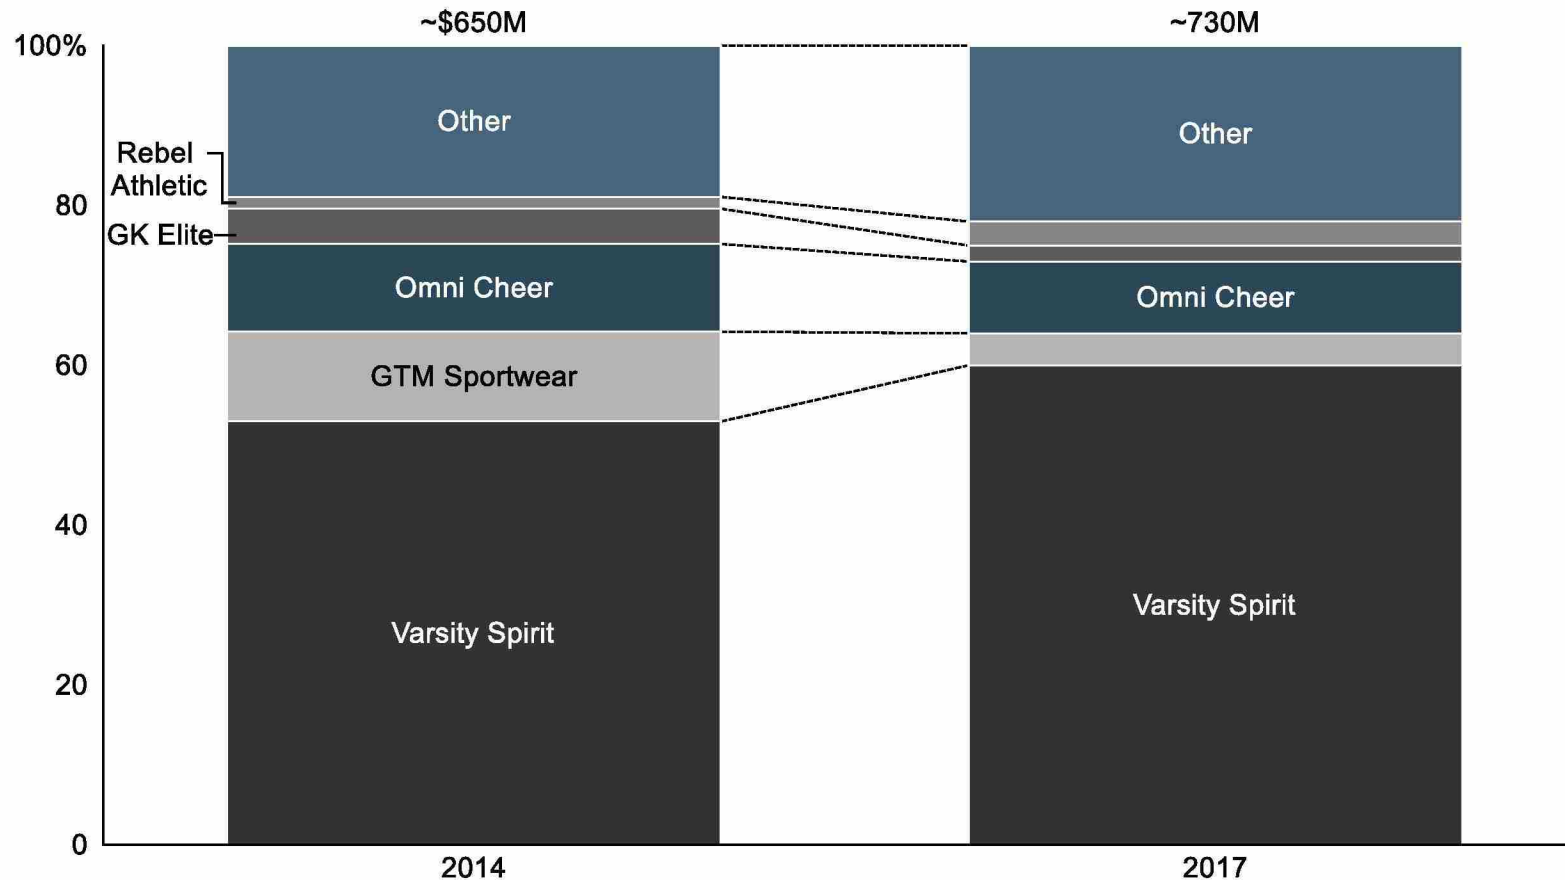 ~$650M
~730M
100%
80
60
40
20
0
Rebel
Athletic
GK Elite
Other
Omni Cheer
GTM Sportwear
Varsity Spirit
Other
Omni Cheer
Varsity Spirit
2014
2017